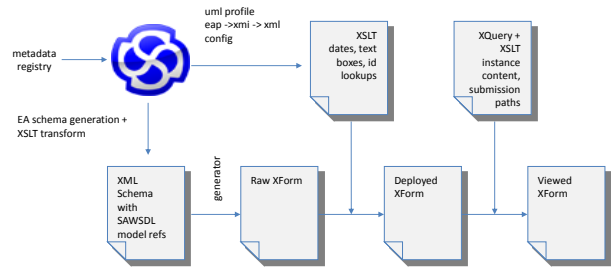 uml profile
eap ->xmi -> xml
config
metadata
registry
XSLT
dates, text
boxes, id
lookups
XQuery +
XSLT
instance
content,
submission
paths
EA schema generation +
XSLT transform
generator
XML
Schema
with
SAWSDL
model refs
Raw XForm
Deployed
XForm
Viewed
XForm